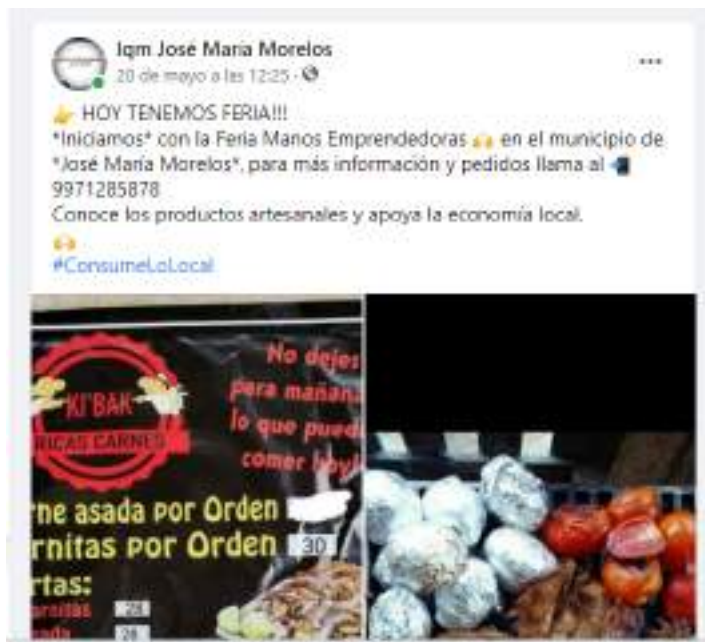 Iqm José María Morelos
20 de mayo a las 12:25 ·
HOY TENEMOS FERIA!!!
*Iniciamos* con la Feria Manos Emprendedoras en el municipio de
*José María Morelos*, para más información y pedidos llama al
9971285878
Conoce los productos artesanales y apoya la economía local.
#ConsumeLoLocal
KI'BAK
RICAS CARNES
No dejes
para mañana
lo que pued
comer hoy!
rne asada por Orden
rnitas por Orden 30
rtas:
arnitas
asada